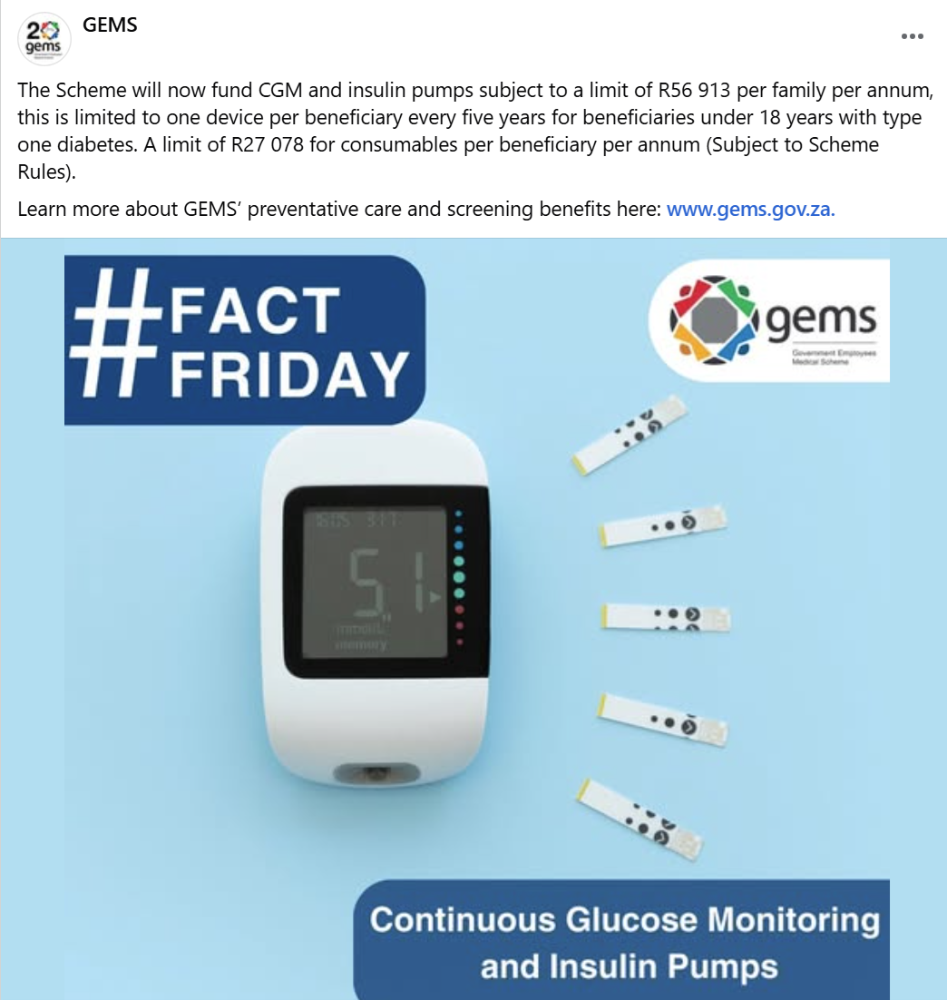 20
gems
GEMS
The Scheme will now fund CGM and insulin pumps subject to a limit of R56 913 per family per annum,
this is limited to one device per beneficiary every five years for beneficiaries under 18 years with type
one diabetes. A limit of R27 078 for consumables per beneficiary per annum (Subject to Scheme
Rules).
Learn more about GEMS’ preventative care and screening benefits here: www.gems.gov.za.
#FACT
FRIDAY
gems
Government Employees
Medical Scheme
5.1
mmol/L
memory
Continuous Glucose Monitoring
and Insulin Pumps